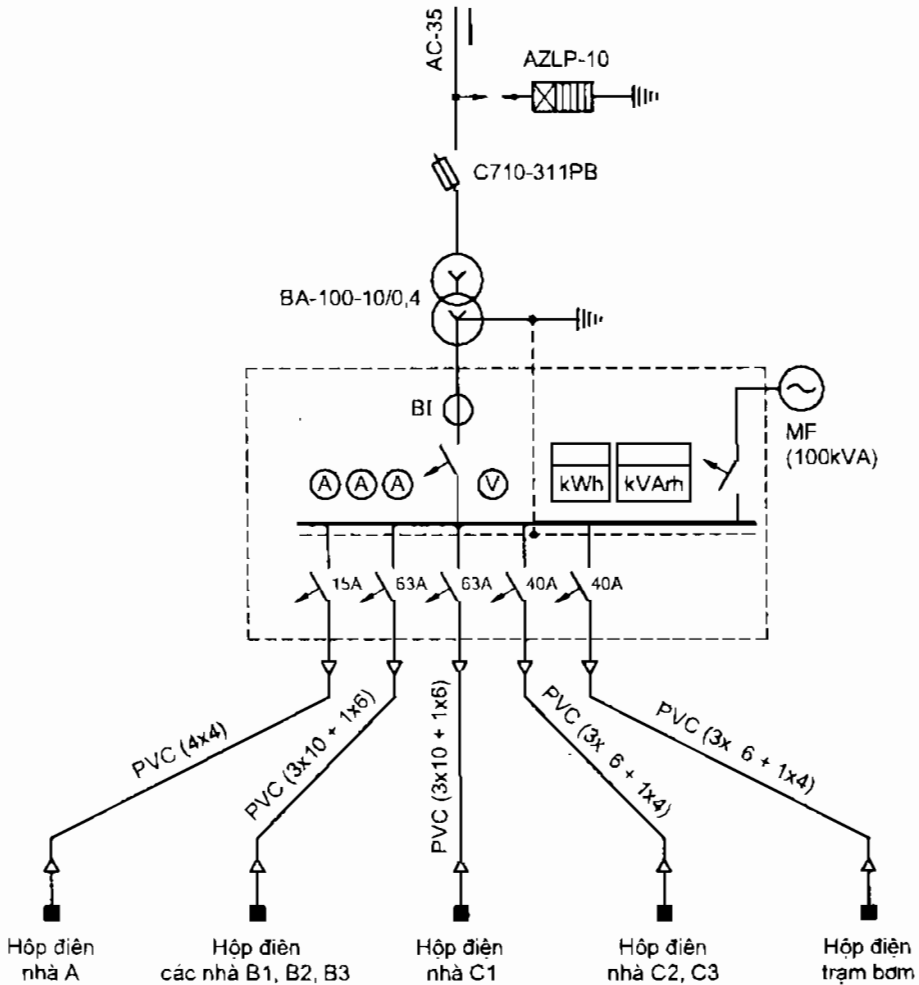 AC-35
AZLP-10
C710-311PB
BA-100-10/0,4
BI
MF
(100kVA)
A A A V kWh kVArh
15A 63A 63A 40A 40A
PVC (4x4)
PVC (3x10 + 1x6)
PVC (3x10 + 1x6)
PVC (3x 6 + 1x4)
PVC (3x 6 + 1x4)
Hộp điện
nhà A
Hộp điện
các nhà B1, B2, B3
Hộp điện
nhà C1
Hộp điện
nhà C2, C3
Hộp điện
trạm bơm